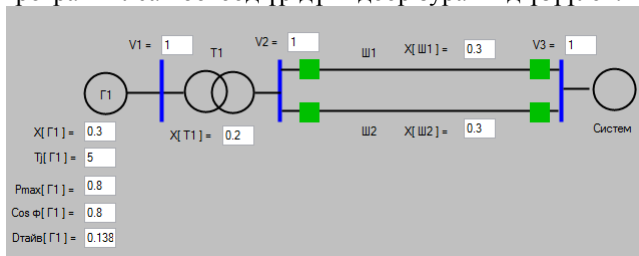 V1 = 1
T1
V2 = 1
Ш1
X[ Ш1 ] = 0.3
V3 = 1
Г1
X[ Г1 ] = 0.3
X[ T1 ] = 0.2
Ш2
X[ Ш2 ] = 0.3
Систем
Tj[ Г1 ] = 5
Pmax[ Г1 ] = 0.8
Cos ф[ Г1 ] = 0.8
Dтайв[ Г1 ] = 0.138